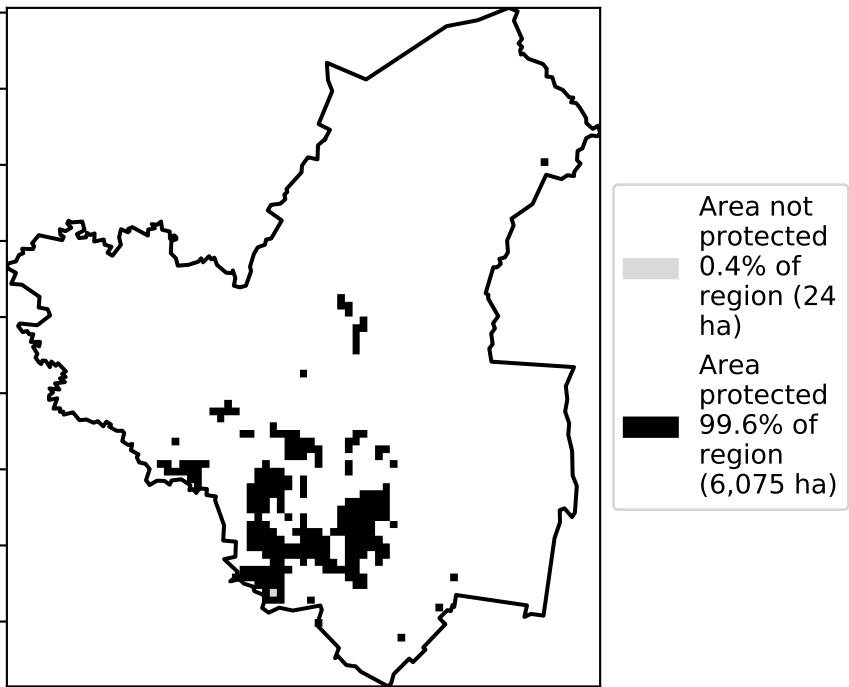 Area not
protected
0.4% of
region (24
ha)
Area
protected
99.6% of
region
(6,075 ha)